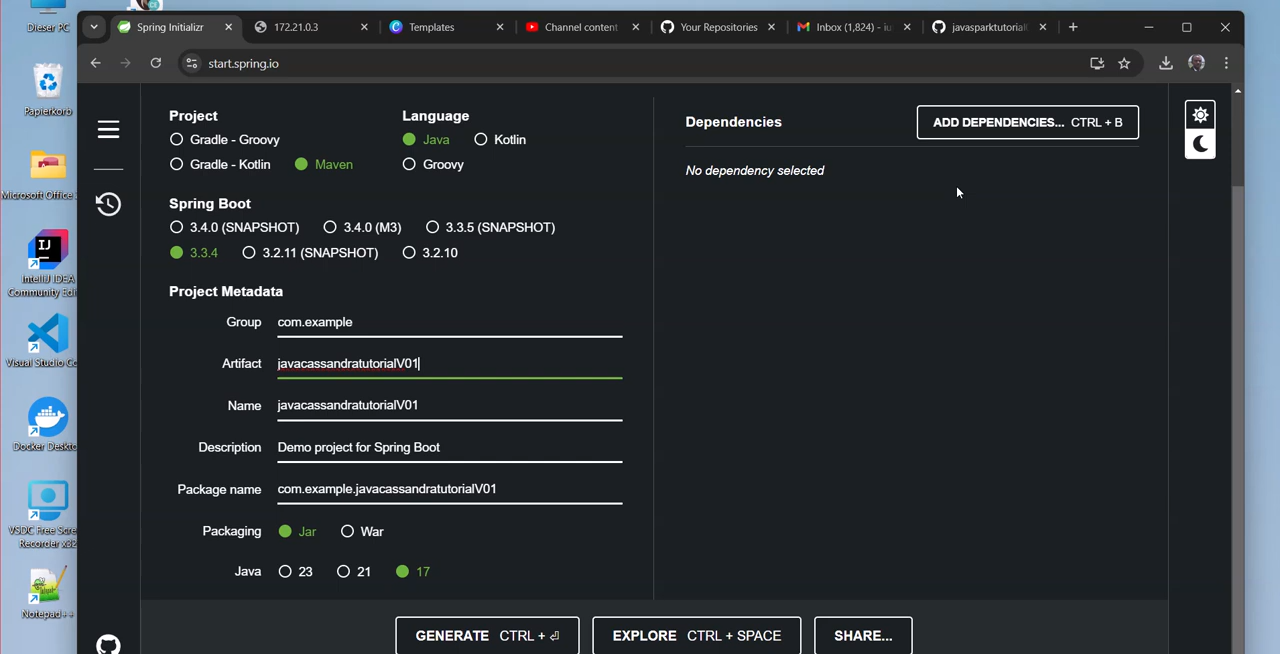 Dieser PC
Papierkorb
Microsoft Office
IntelliJ IDEA
Community Edi
Visual Studio Co
Docker Deskto
VSDC Free Scre
Recorder x32
Notepad++
Spring Initializr
172.21.0.3
Templates
Channel content
Your Repositories
Inbox (1,824) - iu
javasparktutorial
start.spring.io
Project
Gradle - Groovy
Gradle - Kotlin Maven
Language
Java Kotlin
Groovy
Spring Boot
3.4.0 (SNAPSHOT) 3.4.0 (M3) 3.3.5 (SNAPSHOT)
3.3.4 3.2.11 (SNAPSHOT) 3.2.10
Project Metadata
Group com.example
Artifact javacassandratutorialV01
Name javacassandratutorialV01
Description Demo project for Spring Boot
Package name com.example.javacassandratutorialV01
Packaging Jar War
Java 23 21 17
Dependencies
ADD DEPENDENCIES... CTRL + B
No dependency selected
GENERATE CTRL + ⏎
EXPLORE CTRL + SPACE
SHARE...